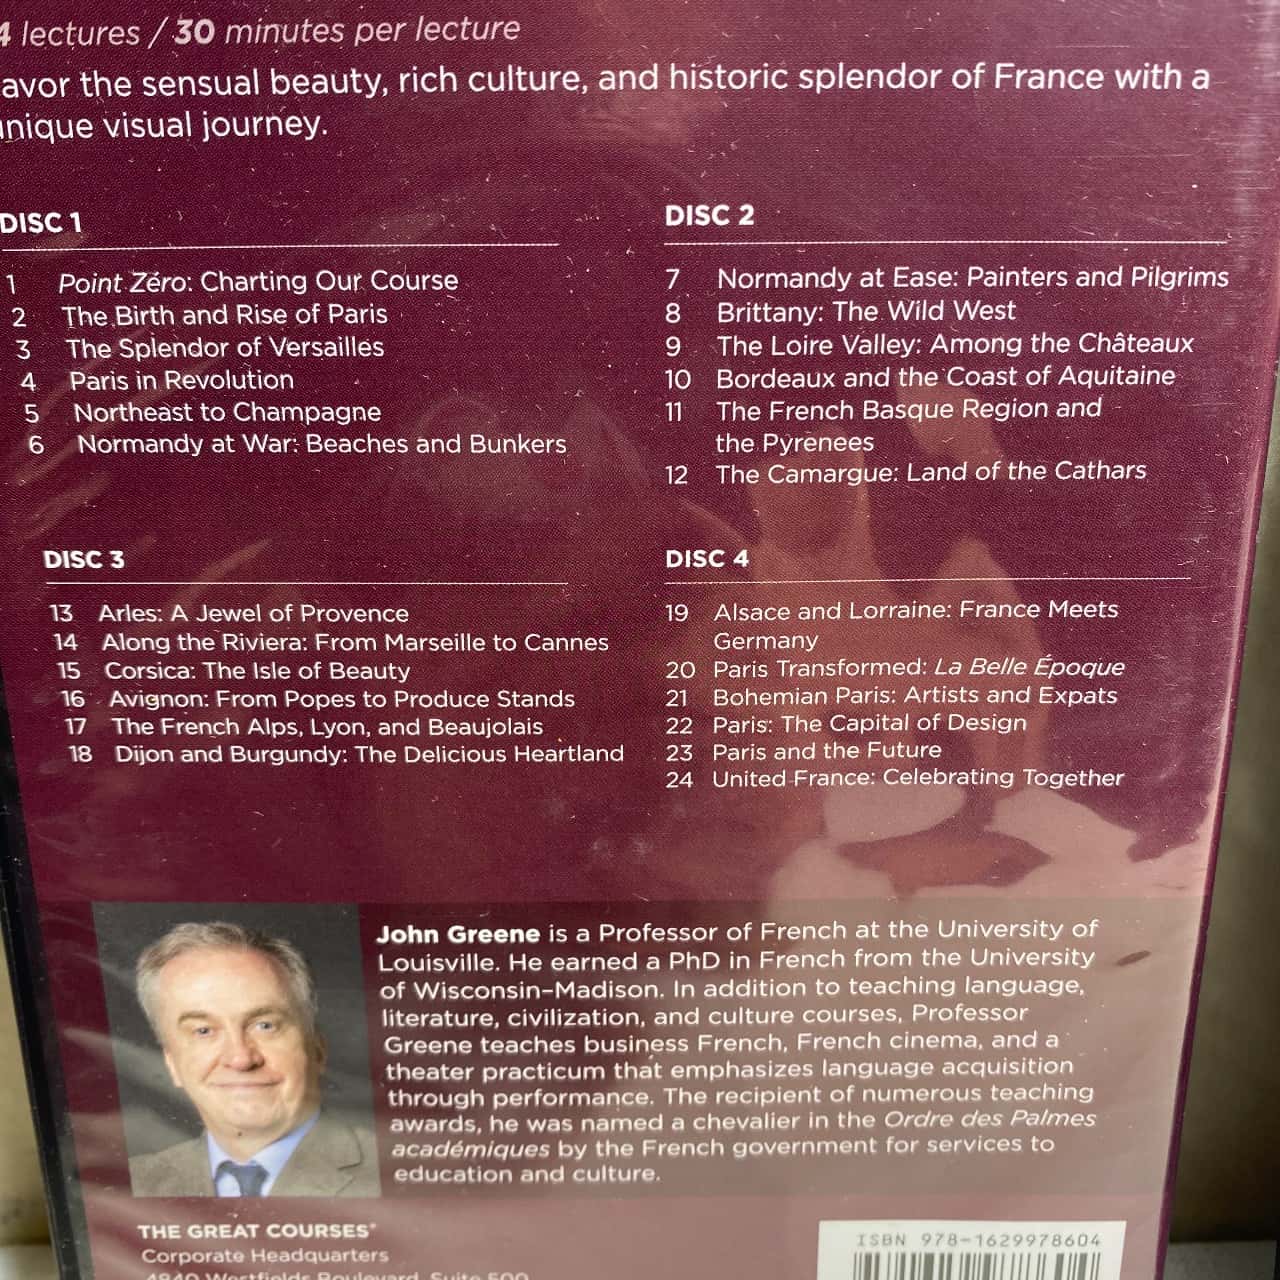 4 lectures / 30 minutes per lecture
avor the sensual beauty, rich culture, and historic splendor of France with a
nique visual journey.
DISC 1
1 Point Zéro: Charting Our Course
2 The Birth and Rise of Paris
3 The Splendor of Versailles
4 Paris in Revolution
5 Northeast to Champagne
6 Normandy at War: Beaches and Bunkers
DISC 2
7 Normandy at Ease: Painters and Pilgrims
8 Brittany: The Wild West
9 The Loire Valley: Among the Châteaux
10 Bordeaux and the Coast of Aquitaine
11 The French Basque Region and
the Pyrenees
12 The Camargue: Land of the Cathars
DISC 3
13 Arles: A Jewel of Provence
14 Along the Riviera: From Marseille to Cannes
15 Corsica: The Isle of Beauty
16 Avignon: From Popes to Produce Stands
17 The French Alps, Lyon, and Beaujolais
18 Dijon and Burgundy: The Delicious Heartland
DISC 4
19 Alsace and Lorraine: France Meets
Germany
20 Paris Transformed: La Belle Époque
21 Bohemian Paris: Artists and Expats
22 Paris: The Capital of Design
23 Paris and the Future
24 United France: Celebrating Together
John Greene is a Professor of French at the University of
Louisville. He earned a PhD in French from the University
of Wisconsin–Madison. In addition to teaching language,
literature, civilization, and culture courses, Professor
Greene teaches business French, French cinema, and a
theater practicum that emphasizes language acquisition
through performance. The recipient of numerous teaching
awards, he was named a chevalier in the Ordre des Palmes
académiques by the French government for services to
education and culture.
THE GREAT COURSES®
Corporate Headquarters
4840 Westfields Boulevard, Suite 500
ISBN 978-1629978604